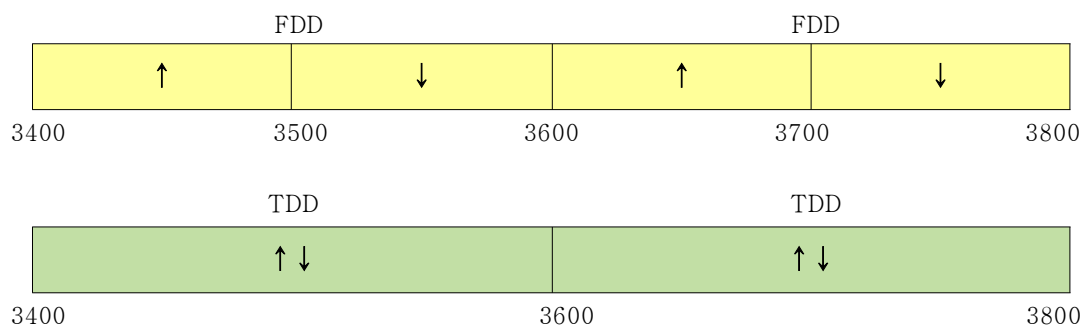 FDD FDD
↑ ↓ ↑ ↓
3400 3500 3600 3700 3800
TDD TDD
↑ ↓ ↑ ↓
3400 3600 3800